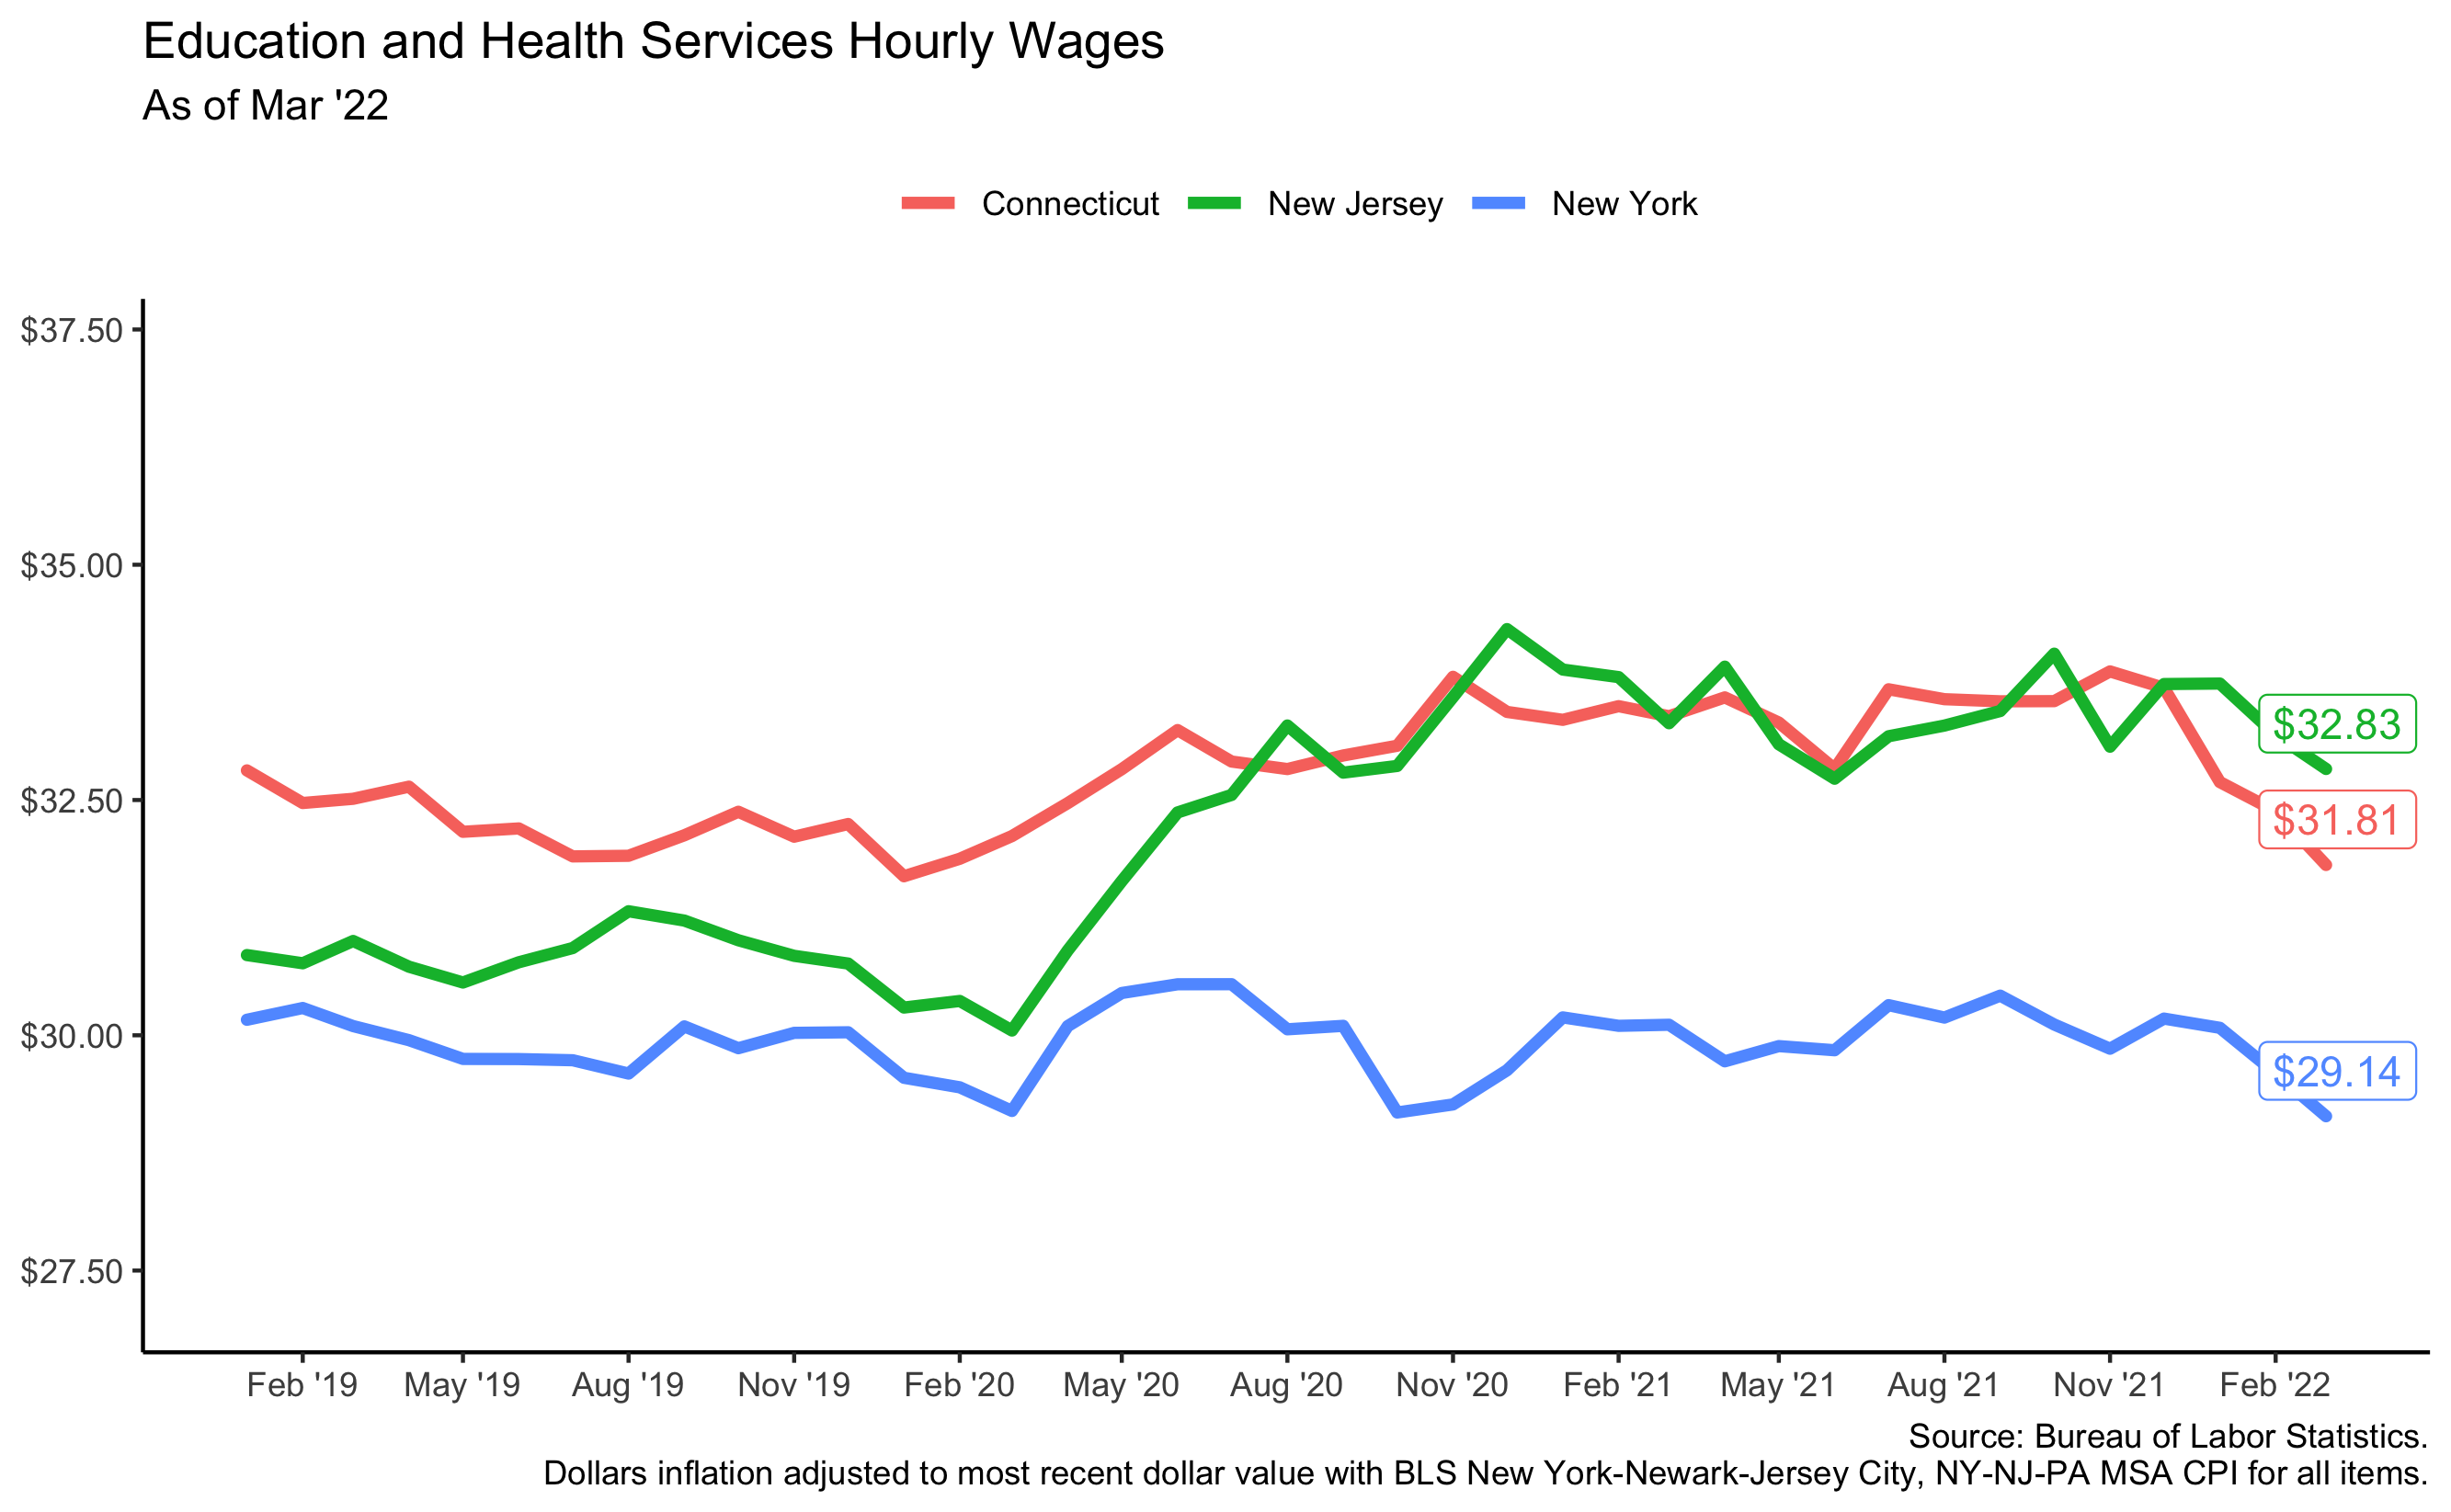 Education and Health Services Hourly Wages
As of Mar '22
Connecticut New Jersey New York
$37.50
$35.00
$32.50
$30.00
$27.50
$32.83
$31.81
$29.14
Feb '19 May '19 Aug '19 Nov '19 Feb '20 May '20 Aug '20 Nov '20 Feb '21 May '21 Aug '21 Nov '21 Feb '22
Source: Bureau of Labor Statistics.
Dollars inflation adjusted to most recent dollar value with BLS New York-Newark-Jersey City, NY-NJ-PA MSA CPI for all items.